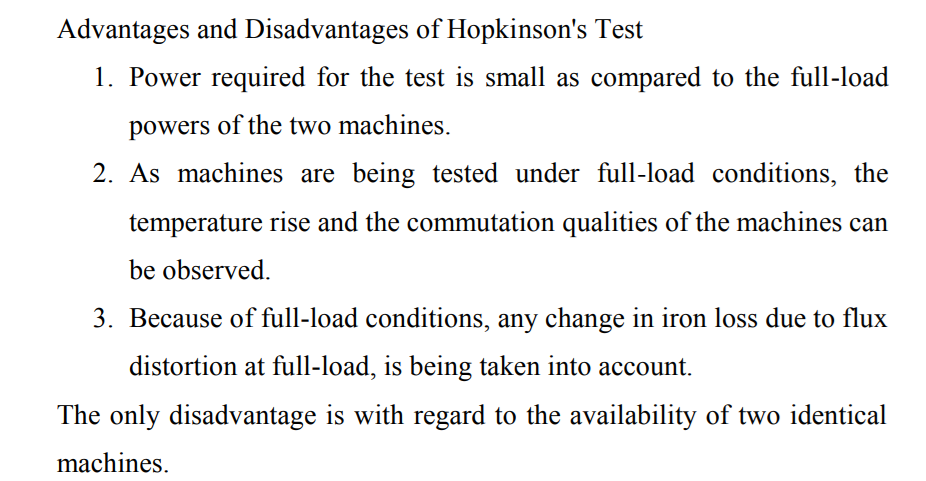 Advantages and Disadvantages of Hopkinson's Test
1. Power required for the test is small as compared to the full-load
powers of the two machines.
2. As machines are being tested under full-load conditions, the
temperature rise and the commutation qualities of the machines can
be observed.
3. Because of full-load conditions, any change in iron loss due to flux
distortion at full-load, is being taken into account.
The only disadvantage is with regard to the availability of two identical
machines.